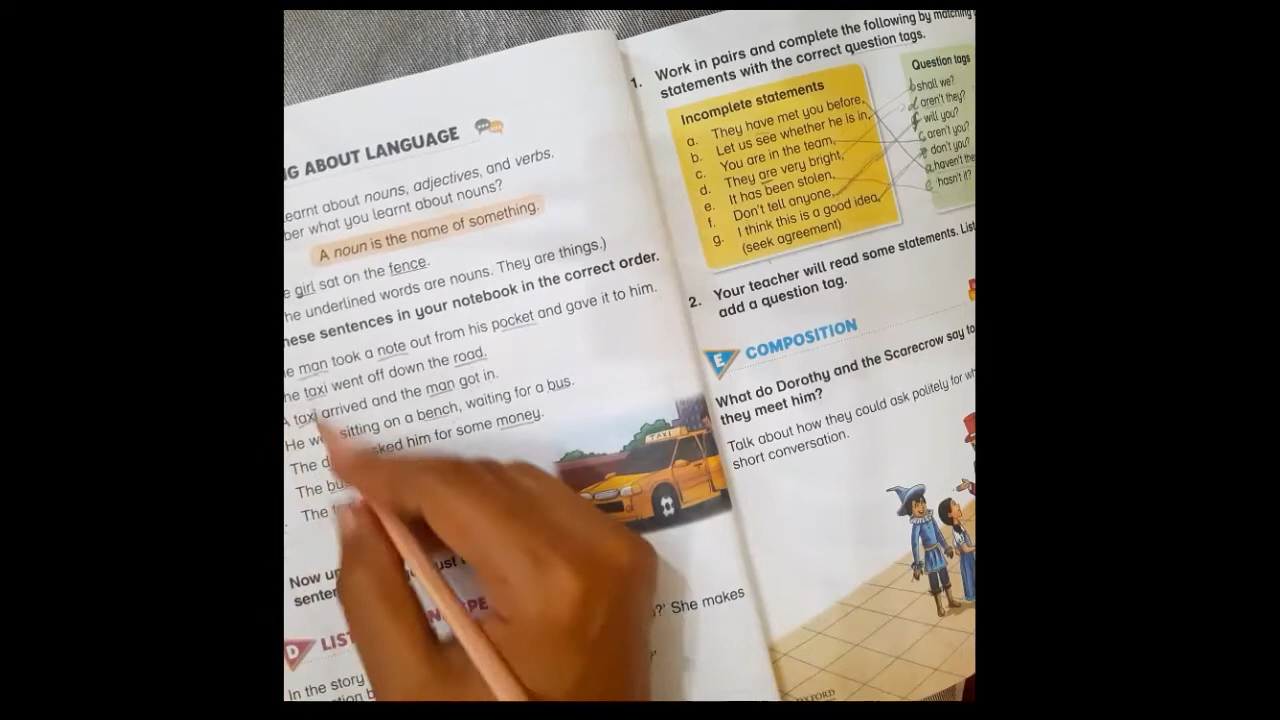 NG ABOUT LANGUAGE
earnt about nouns, adjectives, and verbs.
ber what you learnt about nouns?
A noun is the name of something.
e girl sat on the fence.
he underlined words are nouns. They are things.)
hese sentences in your notebook in the correct order.
e man took a note out from his pocket and gave it to him.
he taxi went off down the road.
A taxi arrived and the man got in.
He w sitting on a bench, waiting for a bus.
The d ked him for some money.
The bu
The
Now un ust
senten
D LIST
In the story
?' She makes
1. Work in pairs and complete the following by matching
statements with the correct question tags.
Incomplete statements
a. They have met you before,
b. Let us see whether he is in,
c. You are in the team,
d. They are very bright,
e. It has been stolen,
f. Don't tell anyone,
g. I think this is a good idea,
(seek agreement)
Question tags
b shall we?
d aren't they?
f will you?
c aren't you?
don't you?
a haven't the
e hasn't it?
2. Your teacher will read some statements. List
add a question tag.
E COMPOSITION
What do Dorothy and the Scarecrow say to
they meet him?
Talk about how they could ask politely for wh
short conversation.
TAXI
OXFORD